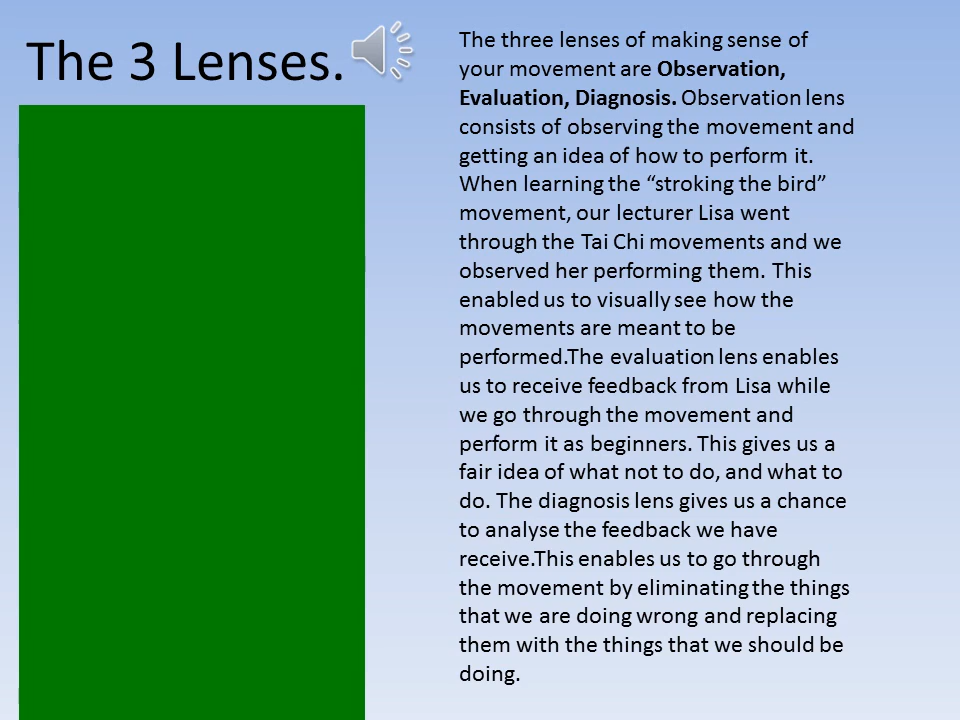 The 3 Lenses.
The three lenses of making sense of
your movement are Observation,
Evaluation, Diagnosis. Observation lens
consists of observing the movement and
getting an idea of how to perform it.
When learning the “stroking the bird”
movement, our lecturer Lisa went
through the Tai Chi movements and we
observed her performing them. This
enabled us to visually see how the
movements are meant to be
performed.The evaluation lens enables
us to receive feedback from Lisa while
we go through the movement and
perform it as beginners. This gives us a
fair idea of what not to do, and what to
do. The diagnosis lens gives us a chance
to analyse the feedback we have
receive.This enables us to go through
the movement by eliminating the things
that we are doing wrong and replacing
them with the things that we should be
doing.